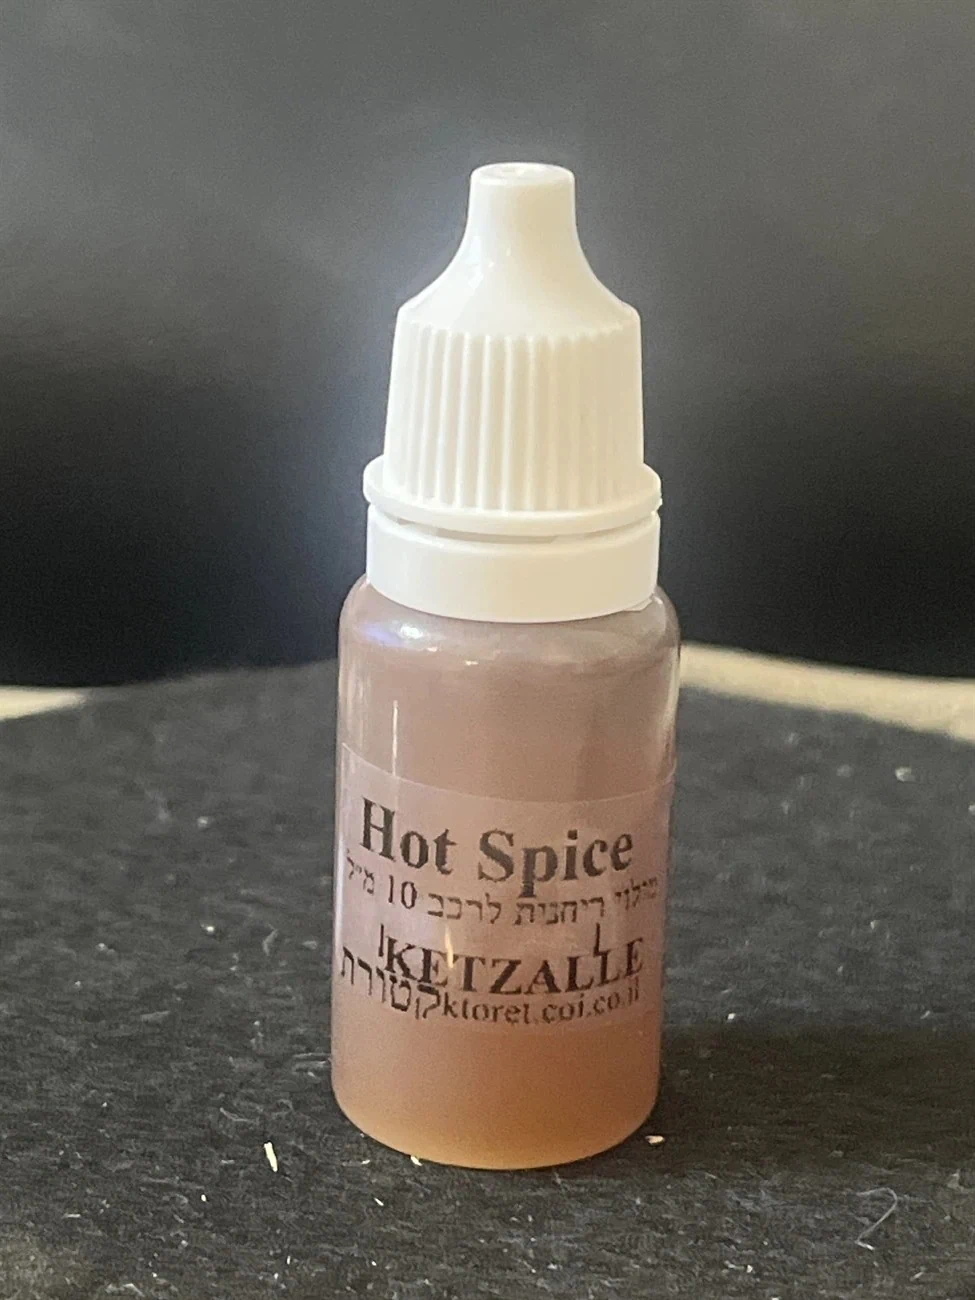 Hot Spice
מילוי ריחנית לרכב 10 מ״ל
KETZALLE
קטורת ktoret.coi.co.il